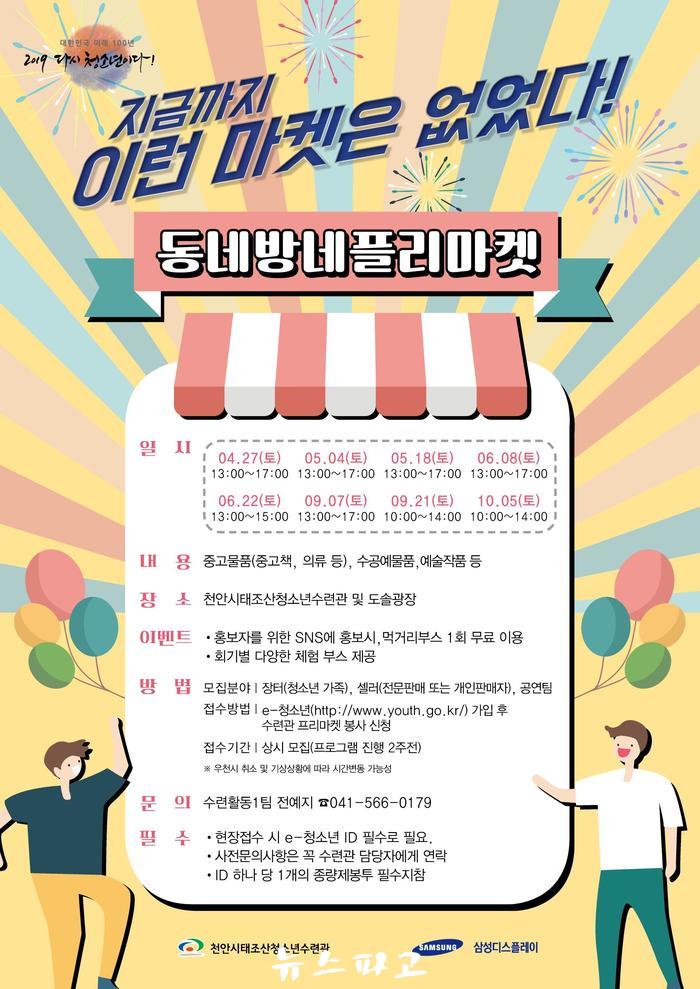 대한민국 미래 100년
2019 다시 청소년이다!
지금까지
이런 마켓은 없었다!
동네방네플리마켓
일 시
04.27(토) 05.04(토) 05.18(토) 06.08(토)
13:00~17:00 13:00~17:00 13:00~17:00 13:00~17:00
06.22(토) 09.07(토) 09.21(토) 10.05(토)
13:00~15:00 13:00~17:00 10:00~14:00 10:00~14:00
내 용 중고물품(중고책, 의류 등), 수공예물품,예술작품 등
장 소 천안시태조산청소년수련관 및 도솔광장
이벤트 • 홍보자를 위한 SNS에 홍보시,먹거리부스 1회 무료 이용
• 회기별 다양한 체험 부스 제공
방 법 모집분야 | 장터(청소년 가족), 셀러(전문판매 또는 개인판매자), 공연팀
접수방법 | e-청소년(http://www.youth.go.kr/) 가입 후
수련관 프리마켓 봉사 신청
접수기간 | 상시 모집(프로그램 진행 2주전)
※ 우천시 취소 및 기상상황에 따라 시간변동 가능성
문 의 수련활동1팀 전예지 ☎041-566-0179
필 수 • 현장접수 시 e-청소년 ID 필수로 필요.
• 사전문의사항은 꼭 수련관 담당자에게 연락
• ID 하나 당 1개의 종량제봉투 필수지참
천안시태조산청소년수련관 SAMSUNG 삼성디스플레이
뉴스파고